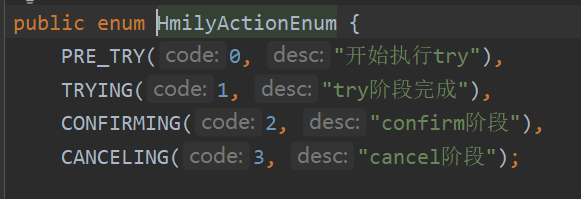 public enum HmilyActionEnum {
PRE_TRY( code: 0, desc: "开始执行try"),
TRYING( code: 1, desc: "try阶段完成"),
CONFIRMING( code: 2, desc: "confirm阶段"),
CANCELING( code: 3, desc: "cancel阶段");